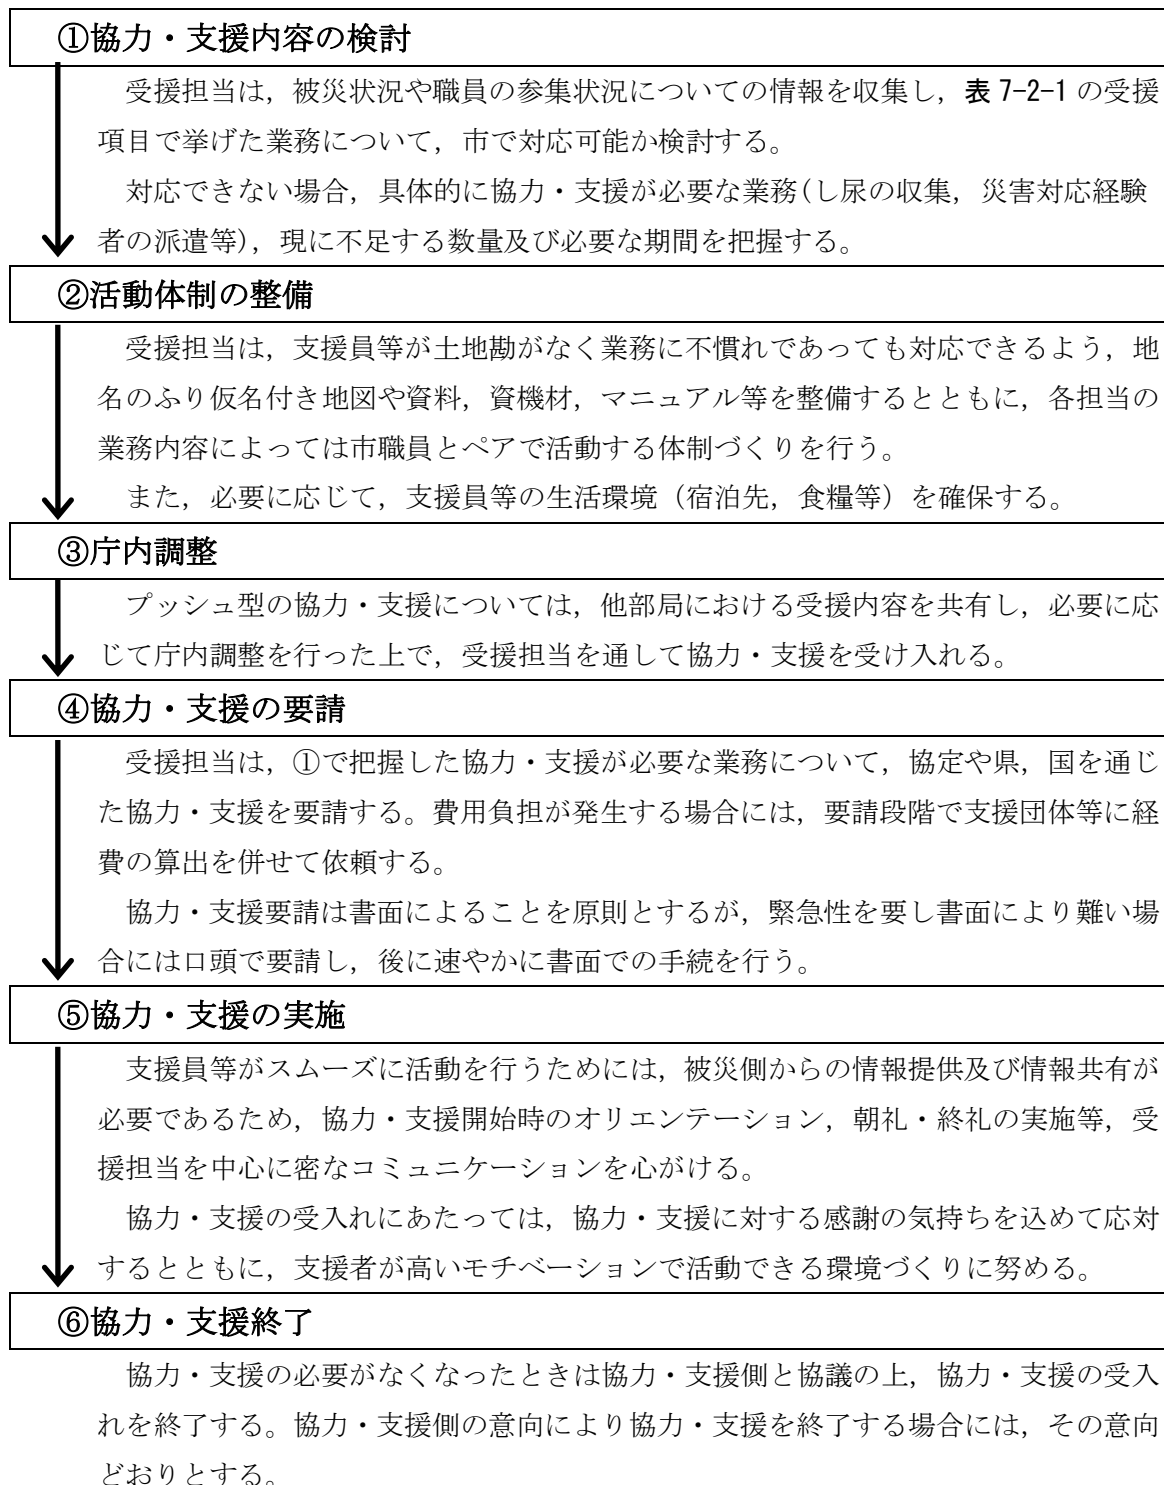 ①協力・支援内容の検討
受援担当は，被災状況や職員の参集状況についての情報を収集し，表 7-2-1 の受援
項目で挙げた業務について，市で対応可能か検討する。
対応できない場合，具体的に協力・支援が必要な業務(し尿の収集，災害対応経験
者の派遣等)，現に不足する数量及び必要な期間を把握する。
②活動体制の整備
受援担当は，支援員等が土地勘がなく業務に不慣れであっても対応できるよう，地
名のふり仮名付き地図や資料，資機材，マニュアル等を整備するとともに，各担当の
業務内容によっては市職員とペアで活動する体制づくりを行う。
また，必要に応じて，支援員等の生活環境（宿泊先，食糧等）を確保する。
③庁内調整
プッシュ型の協力・支援については，他部局における受援内容を共有し，必要に応
じて庁内調整を行った上で，受援担当を通して協力・支援を受け入れる。
④協力・支援の要請
受援担当は，①で把握した協力・支援が必要な業務について，協定や県，国を通じ
た協力・支援を要請する。費用負担が発生する場合には，要請段階で支援団体等に経
費の算出を併せて依頼する。
協力・支援要請は書面によることを原則とするが，緊急性を要し書面により難い場
合には口頭で要請し，後に速やかに書面での手続を行う。
⑤協力・支援の実施
支援員等がスムーズに活動を行うためには，被災側からの情報提供及び情報共有が
必要であるため，協力・支援開始時のオリエンテーション，朝礼・終礼の実施等，受
援担当を中心に密なコミュニケーションを心がける。
協力・支援の受入れにあたっては，協力・支援に対する感謝の気持ちを込めて応対
するとともに，支援者が高いモチベーションで活動できる環境づくりに努める。
⑥協力・支援終了
協力・支援の必要がなくなったときは協力・支援側と協議の上，協力・支援の受入
れを終了する。協力・支援側の意向により協力・支援を終了する場合には，その意向
どおりとする。